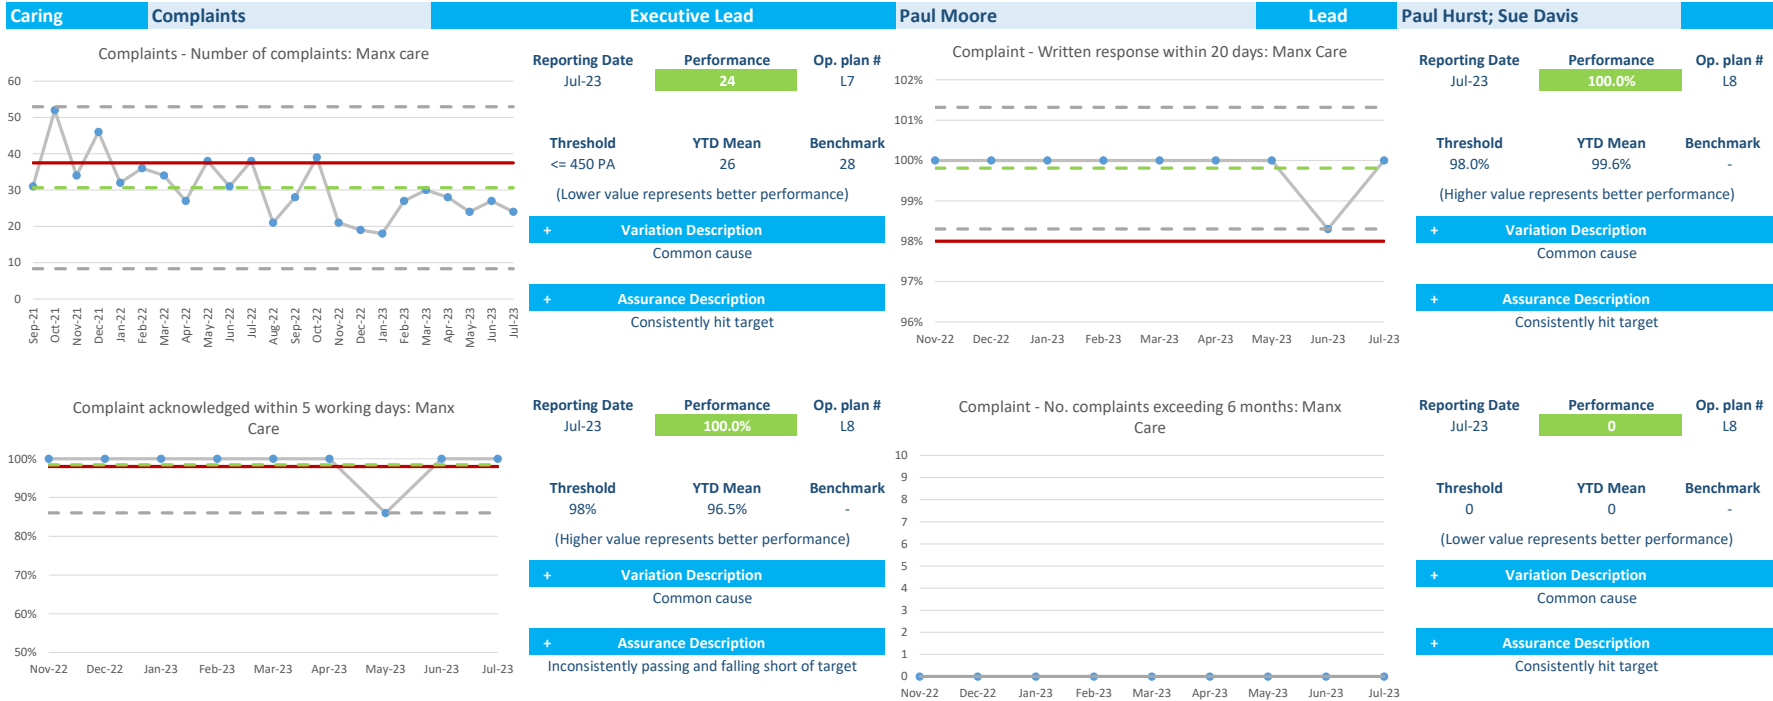 Caring Complaints Executive Lead Paul Moore Lead Paul Hurst; Sue Davis
Complaints - Number of complaints: Manx care
60
50
40
30
20
10
0
Sep-21 Oct-21 Nov-21 Dec-21 Jan-22 Feb-22 Mar-22 Apr-22 May-22 Jun-22 Jul-22 Aug-22 Sep-22 Oct-22 Nov-22 Dec-22 Jan-23 Feb-23 Mar-23 Apr-23 May-23 Jun-23 Jul-23
Reporting Date Performance Op. plan #
Jul-23 24 L7
Threshold YTD Mean Benchmark
<= 450 PA 26 28
(Lower value represents better performance)
+ Variation Description
Common cause
+ Assurance Description
Consistently hit target
Complaint - Written response within 20 days: Manx Care
102%
101%
100%
99%
98%
97%
96%
Nov-22 Dec-22 Jan-23 Feb-23 Mar-23 Apr-23 May-23 Jun-23 Jul-23
Reporting Date Performance Op. plan #
Jul-23 100.0% L8
Threshold YTD Mean Benchmark
98.0% 99.6% -
(Higher value represents better performance)
+ Variation Description
Common cause
+ Assurance Description
Consistently hit target
Complaint acknowledged within 5 working days: Manx
Care
100%
90%
80%
70%
60%
50%
Nov-22 Dec-22 Jan-23 Feb-23 Mar-23 Apr-23 May-23 Jun-23 Jul-23
Reporting Date Performance Op. plan #
Jul-23 100.0% L8
Threshold YTD Mean Benchmark
98% 96.5% -
(Higher value represents better performance)
+ Variation Description
Common cause
+ Assurance Description
Inconsistently passing and falling short of target
Complaint - No. complaints exceeding 6 months: Manx
Care
10
9
8
7
6
5
4
3
2
1
0
Nov-22 Dec-22 Jan-23 Feb-23 Mar-23 Apr-23 May-23 Jun-23 Jul-23
Reporting Date Performance Op. plan #
Jul-23 0 L8
Threshold YTD Mean Benchmark
0 0 -
(Lower value represents better performance)
+ Variation Description
Common cause
+ Assurance Description
Consistently hit target